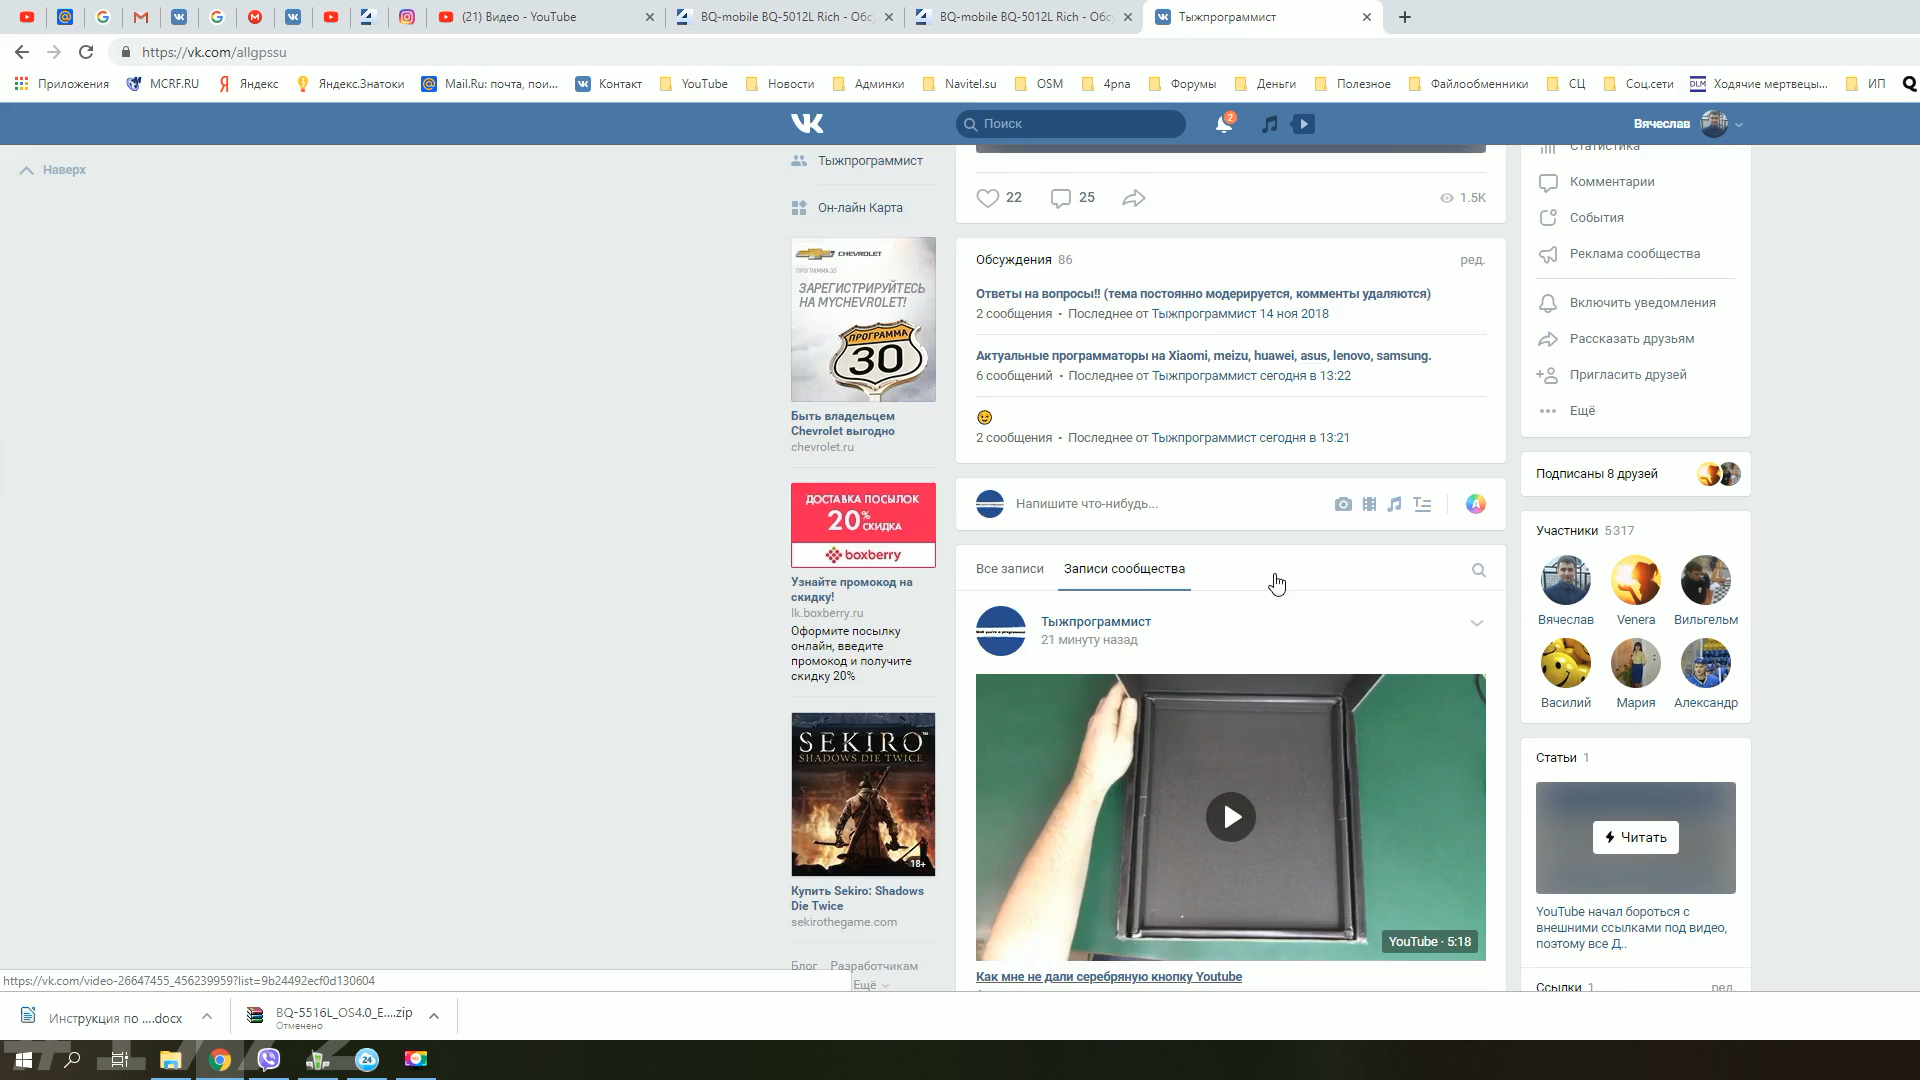 (21) Видео - YouTube
BQ-mobile BQ-5012L Rich - Обсу
BQ-mobile BQ-5012L Rich - Обсу
Тыжпрограммист
https://vk.com/allgpssu
Приложения
MCRF.RU
Яндекс
Яндекс.Знатоки
Mail.Ru: почта, пои...
Контакт
YouTube
Новости
Админки
Navitel.su
OSM
4pna
Форумы
Деньги
Полезное
Файлообменники
СЦ
Соц.сети
Ходячие мертвецы...
ИП
Поиск
2
Вячеслав
Наверх
Тыжпрограммист
Он-лайн Карта
CHEVROLET
ПРОГРАММА 30
ЗАРЕГИСТРИРУЙТЕСЬ
НА MYCHEVROLET!
ПРОГРАММА
30
Быть владельцем
Chevrolet выгодно
chevrolet.ru
ДОСТАВКА ПОСЫЛОК
20% СКИДКА
boxberry
Узнайте промокод на
скидку!
lk.boxberry.ru
Оформите посылку
онлайн, введите
промокод и получите
скидку 20%
SEKIRO™
SHADOWS DIE TWICE
18+
Купить Sekiro: Shadows
Die Twice
sekirothegame.com
Блог Разработчикам
Ещё
22
25
1.5K
Обсуждения 86
ред.
Ответы на вопросы!! (тема постоянно модерируется, комменты удаляются)
2 сообщения • Последнее от Тыжпрограммист 14 ноя 2018
Актуальные программаторы на Xiaomi, meizu, huawei, asus, lenovo, samsung.
6 сообщений • Последнее от Тыжпрограммист сегодня в 13:22
2 сообщения • Последнее от Тыжпрограммист сегодня в 13:21
Напишите что-нибудь...
Все записи
Записи сообщества
Тыжпрограммист
21 минуту назад
YouTube · 5:18
Как мне не дали серебряную кнопку Youtube
Статистика
Комментарии
События
Реклама сообщества
Включить уведомления
Рассказать друзьям
Пригласить друзей
Ещё
Подписаны 8 друзей
Участники 5317
Вячеслав
Venera
Вильгельм
Василий
Мария
Александр
Статьи 1
Читать
YouTube начал бороться с
внешними ссылками под видео,
поэтому все Д..
Ссылки 1
ред.
https://vk.com/video-26647455_456239959?list=9b24492ecf0d130604
Инструкция по ....docx
BQ-5516L_OS4.0_E....zip
Отменено
24